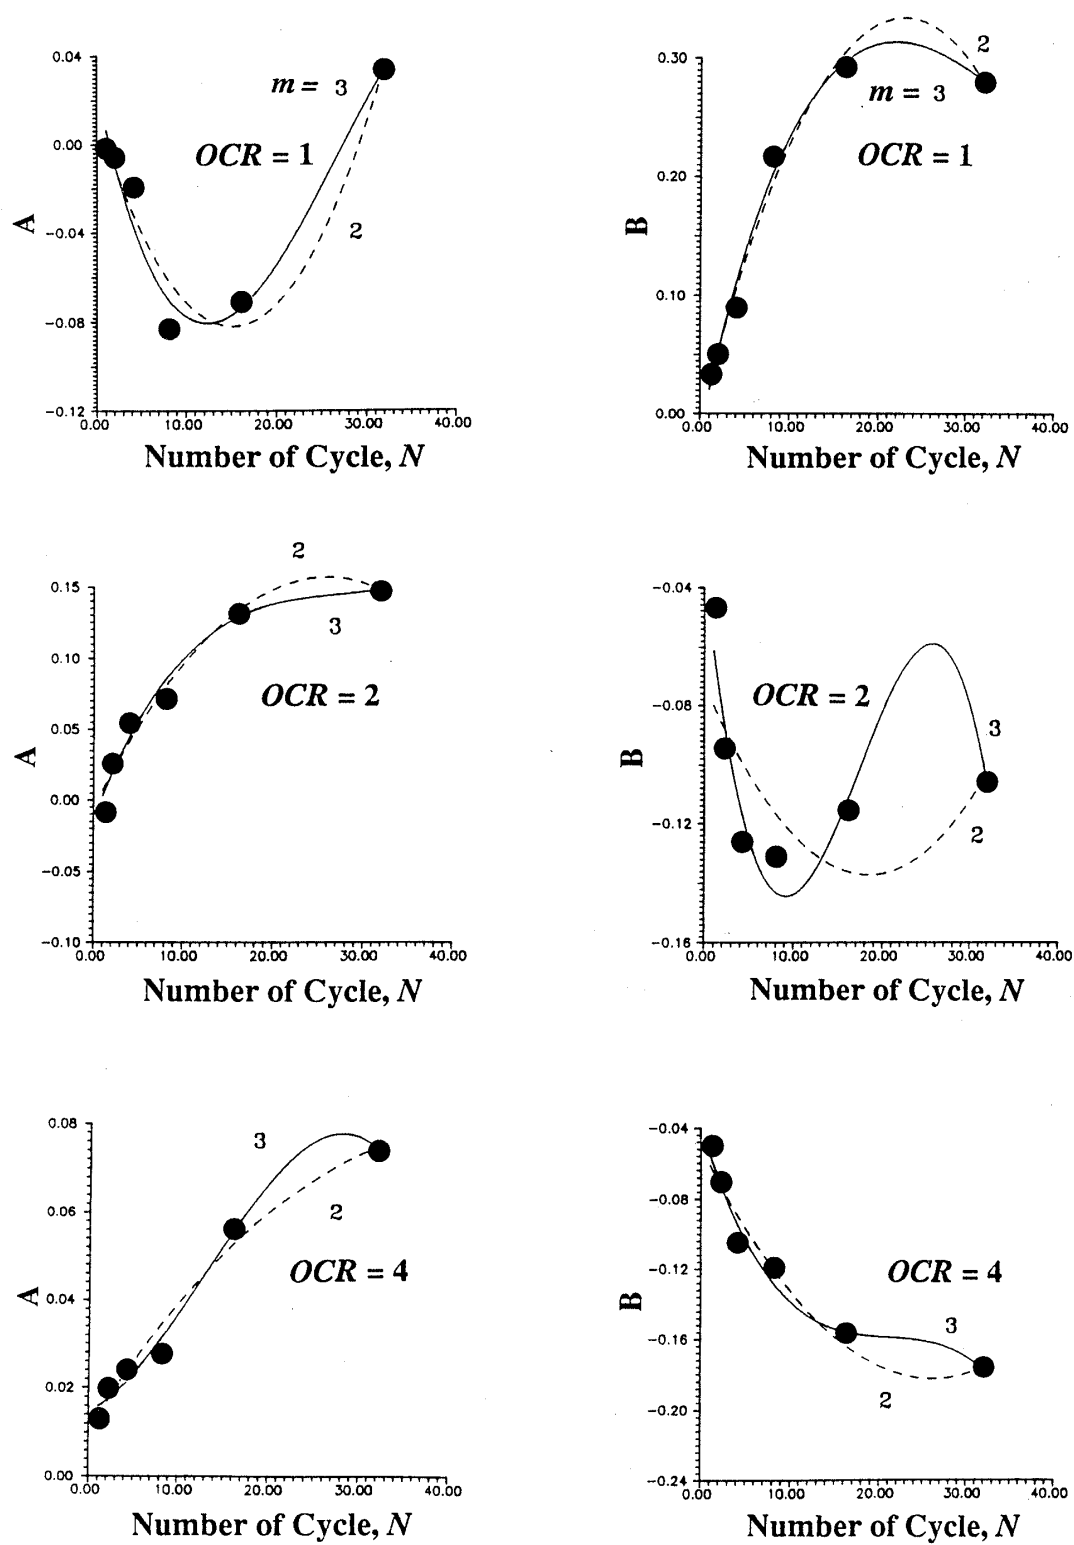 0.04
m = 3
0.00
OCR = 1
A
-0.04
2
-0.08
-0.12
0.00 10.00 20.00 30.00 40.00
Number of Cycle, N
2
0.30
m = 3
OCR = 1
0.20
B
0.10
0.00
0.00 10.00 20.00 30.00 40.00
Number of Cycle, N
2
0.15
3
0.10
OCR = 2
0.05
A
0.00
-0.05
-0.10
0.00 10.00 20.00 30.00 40.00
Number of Cycle, N
-0.04
OCR = 2
-0.08
3
B
-0.12
2
-0.16
0.00 10.00 20.00 30.00 40.00
Number of Cycle, N
0.08
3
0.06
2
OCR = 4
A
0.04
0.02
0.00
0.00 10.00 20.00 30.00 40.00
Number of Cycle, N
-0.04
-0.08
-0.12
OCR = 4
B
3
-0.16
2
-0.20
-0.24
0.00 10.00 20.00 30.00 40.00
Number of Cycle, N